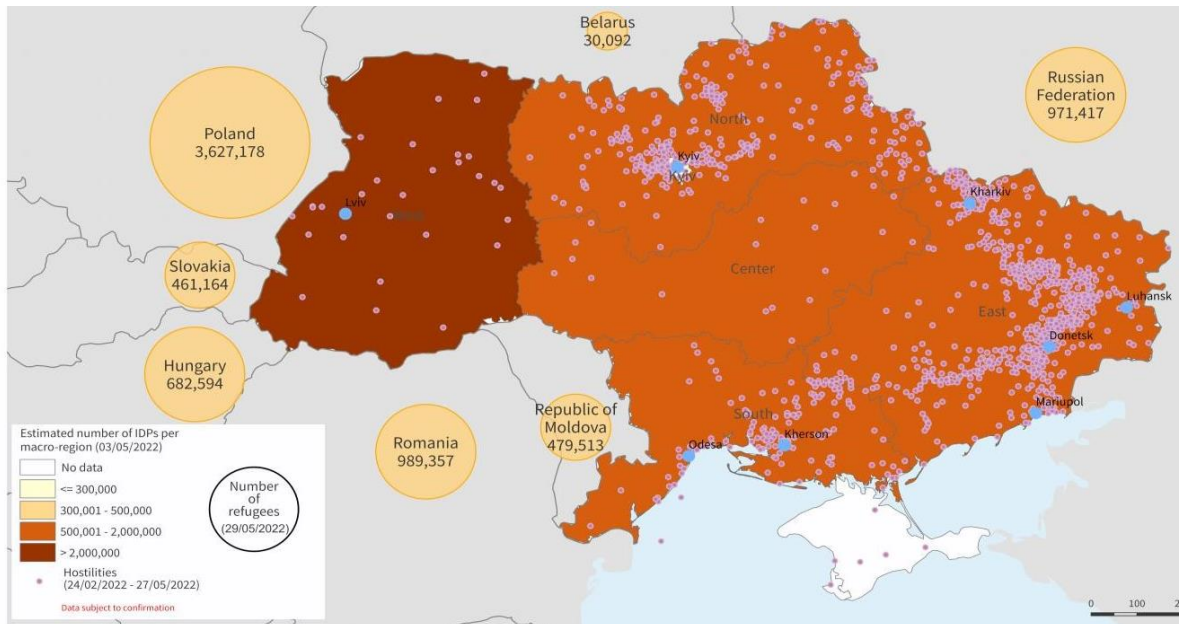 Belarus
30,092
Russian
Federation
971,417
Poland
3,627,178
North
Kyiv
Kyiv
Kharkiv
Lviv
Slovakia
461,164
Center
Luhansk
East
Donetsk
Hungary
682,594
Mariupol
Republic of
Moldova
479,513
South
Kherson
Odesa
Romania
989,357
Estimated number of IDPs per
macro-region (03/05/2022)
No data
<= 300,000
300,001 - 500,000
500,001 - 2,000,000
> 2,000,000
Hostilities
(24/02/2022 - 27/05/2022)
Data subject to confirmation
Number
of
refugees
(29/05/2022)
0 100